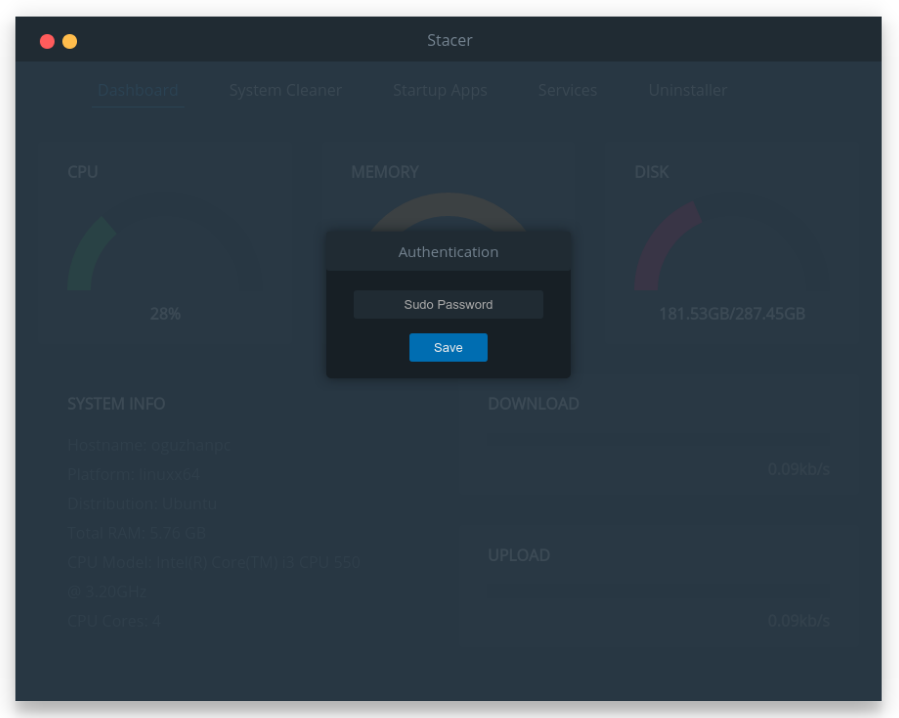 Stacer
Dashboard System Cleaner Startup Apps Services Uninstaller
CPU
MEMORY
DISK
28%
181.53GB/287.45GB
Authentication
Sudo Password
Save
SYSTEM INFO
Hostname: oguzhanpc
Platform: linuxx64
Distribution: Ubuntu
Total RAM: 5.76 GB
CPU Model: Intel(R) Core(TM) i3 CPU 550
@ 3.20GHz
CPU Cores: 4
DOWNLOAD
0.09kb/s
UPLOAD
0.09kb/s